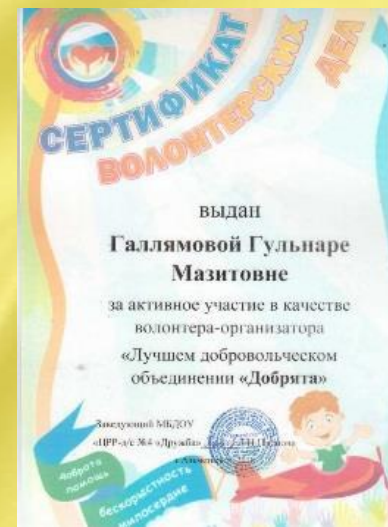 СЕРТИФИКАТ
ВОЛОНТЕРСКИХ
ДЕЛ
выдан
Галлямовой Гульнаре
Мазитовне
за активное участие в качестве
волонтера-организатора
«Лучшем добровольческом
объединении «Добрята»
Заведующий МБДОУ
«ЦРР-д/с №4 «Дружба»
доброта
помощь
бескорыстность
милосердие